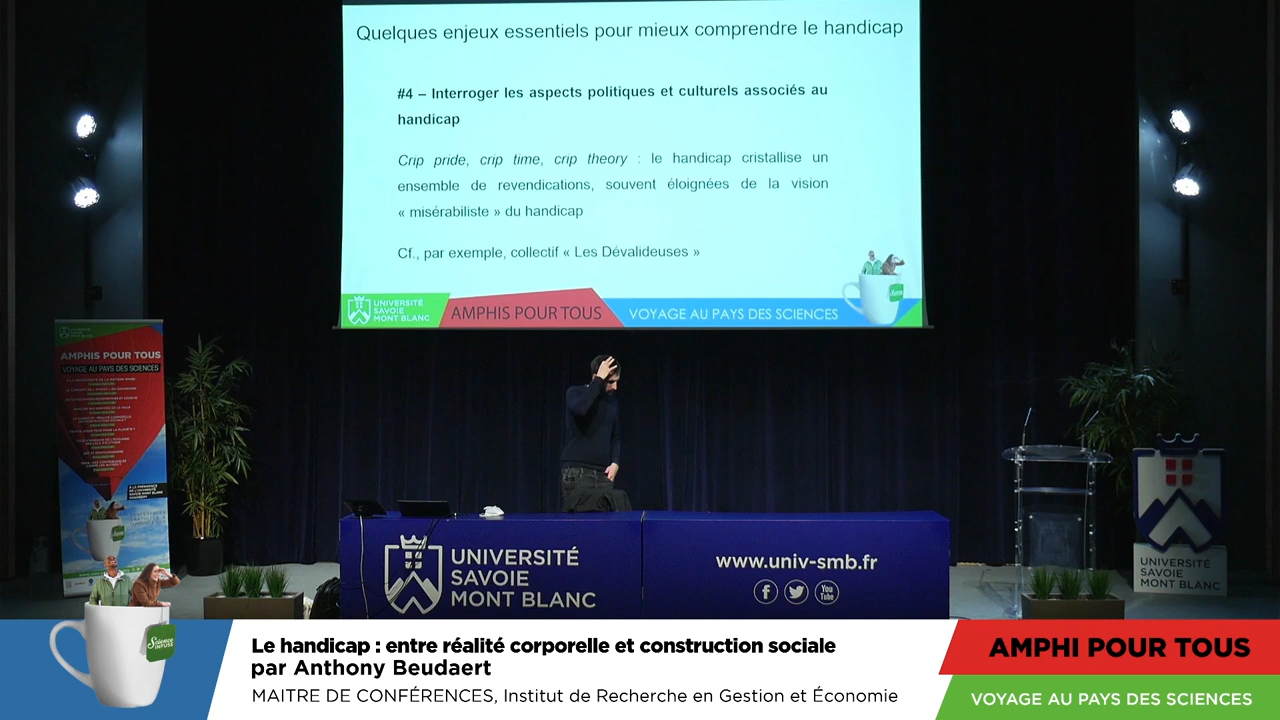 Quelques enjeux essentiels pour mieux comprendre le handicap
#4 – Interroger les aspects politiques et culturels associés au
handicap
Crip pride, crip time, crip theory : le handicap cristallise un
ensemble de revendications, souvent éloignées de la vision
« misérabiliste » du handicap
Cf., par exemple, collectif « Les Dévalideuses »
UNIVERSITÉ
SAVOIE
MONT BLANC
AMPHIS POUR TOUS
VOYAGE AU PAYS DES SCIENCES
AMPHIS POUR TOUS
VOYAGE AU PAYS DES SCIENCES
UNIVERSITÉ
SAVOIE
MONT BLANC
www.univ-smb.fr
You
Tube
UNIVERSITÉ
SAVOIE
MONT BLANC
Science
INFUSE
Le handicap : entre réalité corporelle et construction sociale
par Anthony Beudaert
MAITRE DE CONFÉRENCES, Institut de Recherche en Gestion et Économie
AMPHI POUR TOUS
VOYAGE AU PAYS DES SCIENCES